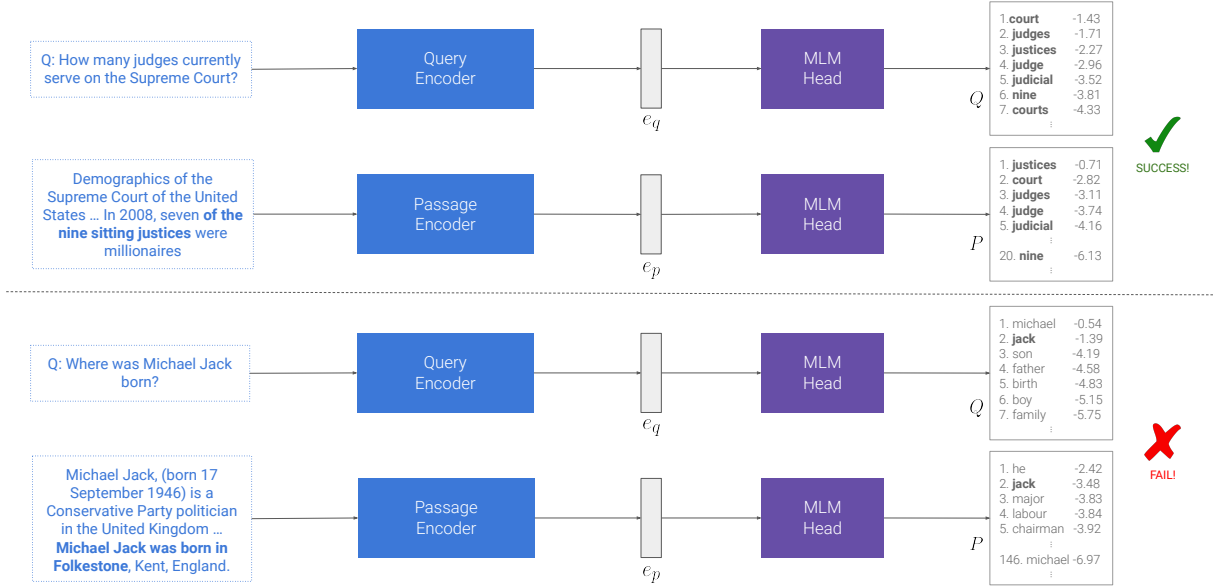 Q: How many judges currently
serve on the Supreme Court?
Query
Encoder
e_q
MLM
Head
Q
1.court -1.43
2. judges -1.71
3. justices -2.27
4. judge -2.96
5. judicial -3.52
6. nine -3.81
7. courts -4.33
⋮
SUCCESS!
Demographics of the
Supreme Court of the United
States ... In 2008, seven of the
nine sitting justices were
millionaires
Passage
Encoder
e_p
MLM
Head
P
1. justices -0.71
2. court -2.82
3. judges -3.11
4. judge -3.74
5. judicial -4.16
⋮
20. nine -6.13
⋮
Q: Where was Michael Jack
born?
Query
Encoder
e_q
MLM
Head
Q
1. michael -0.54
2. jack -1.39
3. son -4.19
4. father -4.58
5. birth -4.83
6. boy -5.15
7. family -5.75
⋮
FAIL!
Michael Jack, (born 17
September 1946) is a
Conservative Party politician
in the United Kingdom ...
Michael Jack was born in
Folkestone, Kent, England.
Passage
Encoder
e_p
MLM
Head
P
1. he -2.42
2. jack -3.48
3. major -3.83
4. labour -3.84
5. chairman -3.92
⋮
146. michael -6.97
⋮